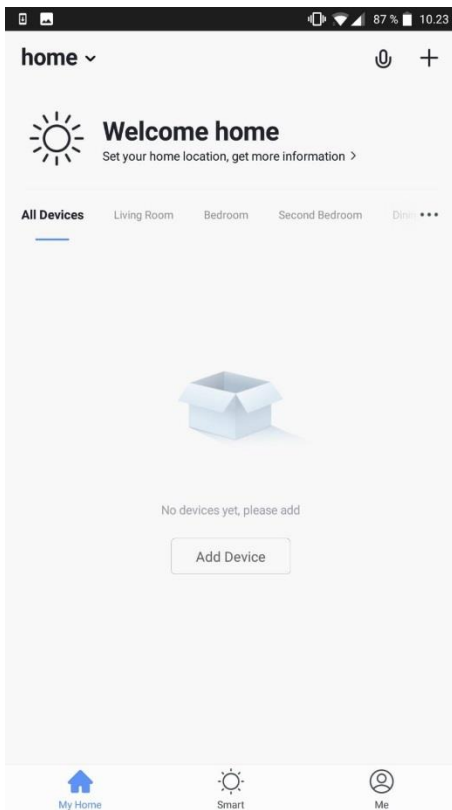 87 % 10.23
home
Welcome home
Set your home location, get more information >
All Devices Living Room Bedroom Second Bedroom
No devices yet, please add
Add Device
My Home Smart Me